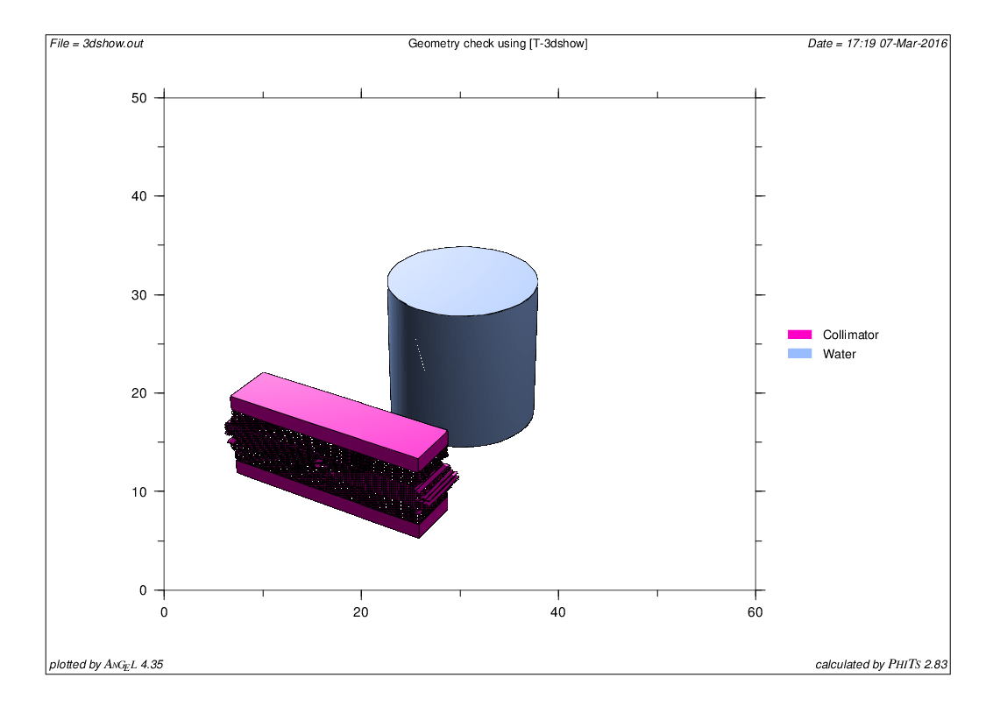 File = 3dshow.out
Geometry check using [T-3dshow]
Date = 17:19 07-Mar-2016
50
40
30
20
10
0
0 20 40 60
Collimator
Water
plotted by ANGEL 4.35
calculated by PHITS 2.83